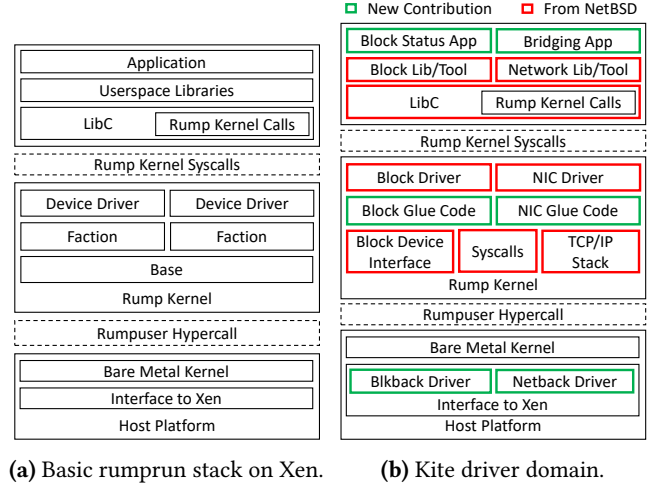 New Contribution
From NetBSD
Application
Userspace Libraries
LibC
Rump Kernel Calls
Rump Kernel Syscalls
Device Driver
Device Driver
Faction
Faction
Base
Rump Kernel
Rumpuser Hypercall
Bare Metal Kernel
Interface to Xen
Host Platform
(a) Basic rumprun stack on Xen.
Block Status App
Bridging App
Block Lib/Tool
Network Lib/Tool
LibC
Rump Kernel Calls
Rump Kernel Syscalls
Block Driver
NIC Driver
Block Glue Code
NIC Glue Code
Block Device
Interface
Syscalls
TCP/IP
Stack
Rump Kernel
Rumpuser Hypercall
Bare Metal Kernel
Blkback Driver
Netback Driver
Interface to Xen
Host Platform
(b) Kite driver domain.